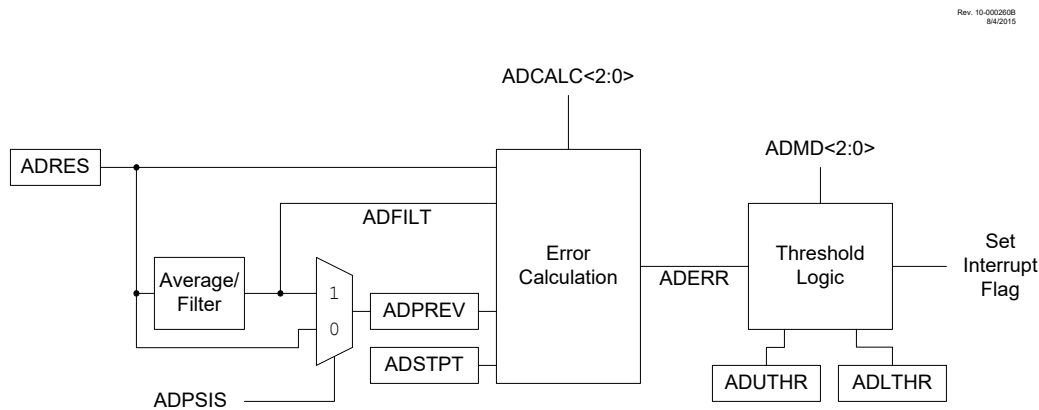 Rev. 10-000260B
8/4/2015
ADCALC<2:0>
ADMD<2:0>
ADRES
ADFILT
Error
Calculation
Threshold
Logic
Set
Interrupt
Flag
ADERR
Average/
Filter
1
0
ADPREV
ADSTPT
ADUTHR
ADLTHR
ADPSIS